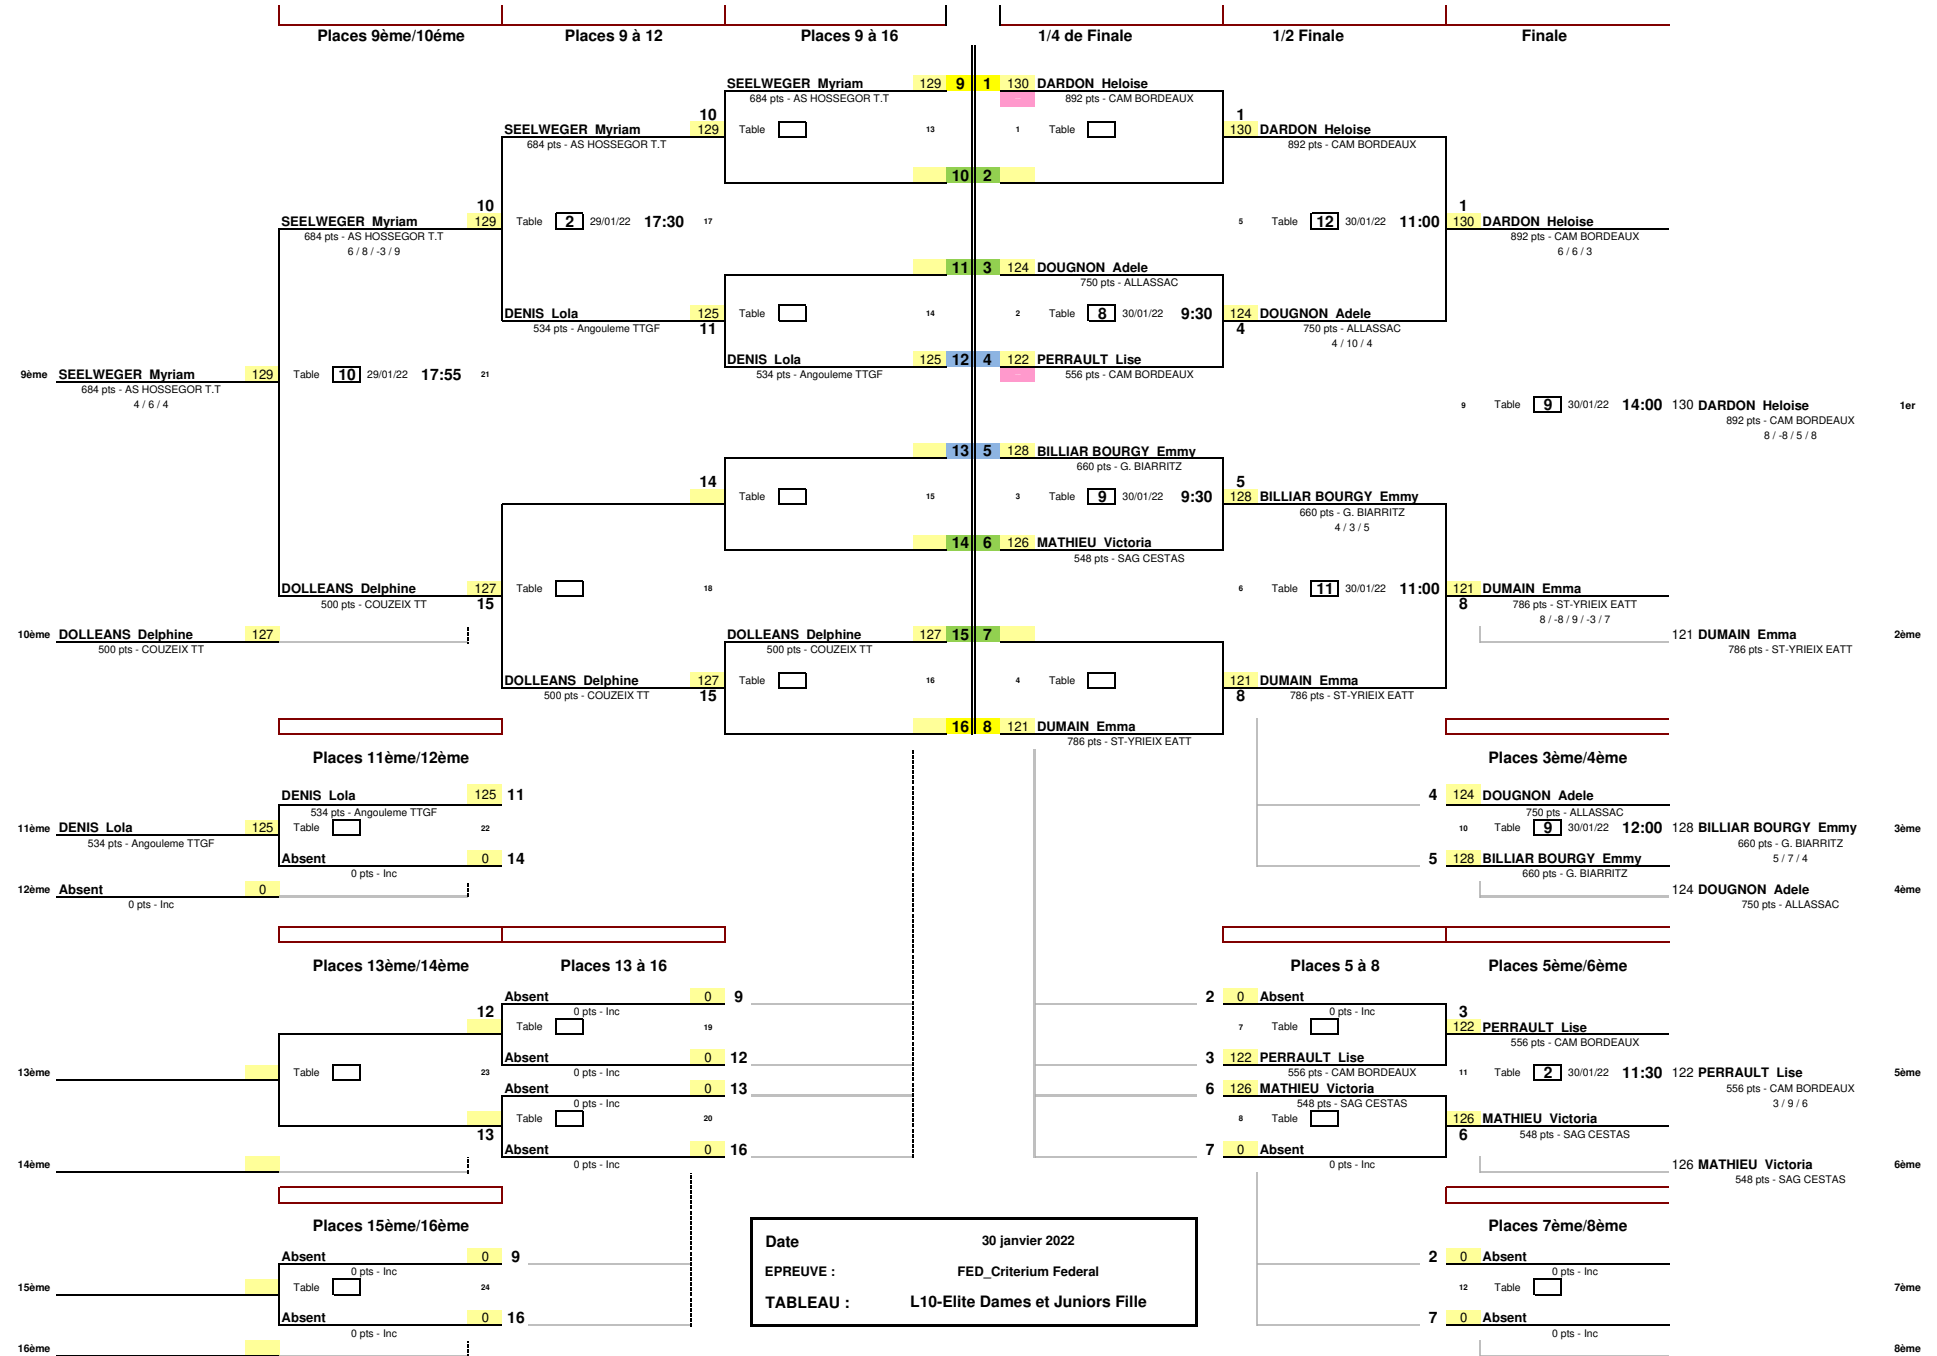 Places 9ème/10éme Places 9 à 12 Places 9 à 16 1/4 de Finale 1/2 Finale Finale
SEELWEGER Myriam 129 9 1 130 DARDON Heloise
684 pts - AS HOSSEGOR T.T 892 pts - CAM BORDEAUX
10 1
SEELWEGER Myriam 129 Table 13 1 Table 130 DARDON Heloise
684 pts - AS HOSSEGOR T.T 892 pts - CAM BORDEAUX
10 2
10 1
SEELWEGER Myriam 129 Table 2 29/01/22 17:30 17 5 Table 12 30/01/22 11:00 130 DARDON Heloise
684 pts - AS HOSSEGOR T.T 892 pts - CAM BORDEAUX
6 / 8 / -3 / 9 6 / 6 / 3
11 3 124 DOUGNON Adele
750 pts - ALLASSAC
DENIS Lola 125 Table 14 2 Table 8 30/01/22 9:30 124 DOUGNON Adele
534 pts - Angouleme TTGF 11 4 750 pts - ALLASSAC
4 / 10 / 4
DENIS Lola 125 12 4 122 PERRAULT Lise
534 pts - Angouleme TTGF 556 pts - CAM BORDEAUX
9ème SEELWEGER Myriam 129 Table 10 29/01/22 17:55 21
684 pts - AS HOSSEGOR T.T
4 / 6 / 4
9 Table 9 30/01/22 14:00 130 DARDON Heloise 1er
892 pts - CAM BORDEAUX
8 / -8 / 5 / 8
13 5 128 BILLIAR BOURGY Emmy
660 pts - G. BIARRITZ
14 5
Table 15 3 Table 9 30/01/22 9:30 128 BILLIAR BOURGY Emmy
660 pts - G. BIARRITZ
4 / 3 / 5
14 6 126 MATHIEU Victoria
548 pts - SAG CESTAS
DOLLEANS Delphine 127 Table 18 6 Table 11 30/01/22 11:00 121 DUMAIN Emma
500 pts - COUZEIX TT 15 8 786 pts - ST-YRIEIX EATT
8 / -8 / 9 / -3 / 7
10ème DOLLEANS Delphine 127 DOLLEANS Delphine 127 15 7 121 DUMAIN Emma 2ème
500 pts - COUZEIX TT 500 pts - COUZEIX TT 786 pts - ST-YRIEIX EATT
DOLLEANS Delphine 127 Table 16 4 Table 121 DUMAIN Emma
500 pts - COUZEIX TT 15 8 786 pts - ST-YRIEIX EATT
16 8 121 DUMAIN Emma
786 pts - ST-YRIEIX EATT
Places 11ème/12ème Places 3ème/4ème
DENIS Lola 125 11 4 124 DOUGNON Adele
534 pts - Angouleme TTGF 750 pts - ALLASSAC
11ème DENIS Lola 125 Table 22 10 Table 9 30/01/22 12:00 128 BILLIAR BOURGY Emmy 3ème
534 pts - Angouleme TTGF 660 pts - G. BIARRITZ
Absent 0 14 5 128 BILLIAR BOURGY Emmy 5 / 7 / 4
0 pts - Inc 660 pts - G. BIARRITZ
12ème Absent 0 124 DOUGNON Adele 4ème
0 pts - Inc 750 pts - ALLASSAC
Places 13ème/14ème Places 13 à 16 Places 5 à 8 Places 5ème/6ème
Absent 0 9 2 0 Absent
12 0 pts - Inc 0 pts - Inc 3
Table 19 7 Table 122 PERRAULT Lise
556 pts - CAM BORDEAUX
Absent 0 12 3 122 PERRAULT Lise
13ème Table 23 0 pts - Inc 556 pts - CAM BORDEAUX 11 Table 2 30/01/22 11:30 122 PERRAULT Lise 5ème
Absent 0 13 6 126 MATHIEU Victoria 556 pts - CAM BORDEAUX
0 pts - Inc 548 pts - SAG CESTAS 3 / 9 / 6
Table 20 8 Table 126 MATHIEU Victoria
13 6 548 pts - SAG CESTAS
Absent 0 16 7 0 Absent
14ème 0 pts - Inc 0 pts - Inc 126 MATHIEU Victoria 6ème
548 pts - SAG CESTAS
Places 15ème/16ème Places 7ème/8ème
Date 30 janvier 2022
Absent 0 9 2 0 Absent
0 pts - Inc 0 pts - Inc
EPREUVE : FED_Criterium Federal
15ème Table 24 12 Table 7ème
TABLEAU : L10-Elite Dames et Juniors Fille
Absent 0 16 7 0 Absent
0 pts - Inc 0 pts - Inc
16ème 8ème